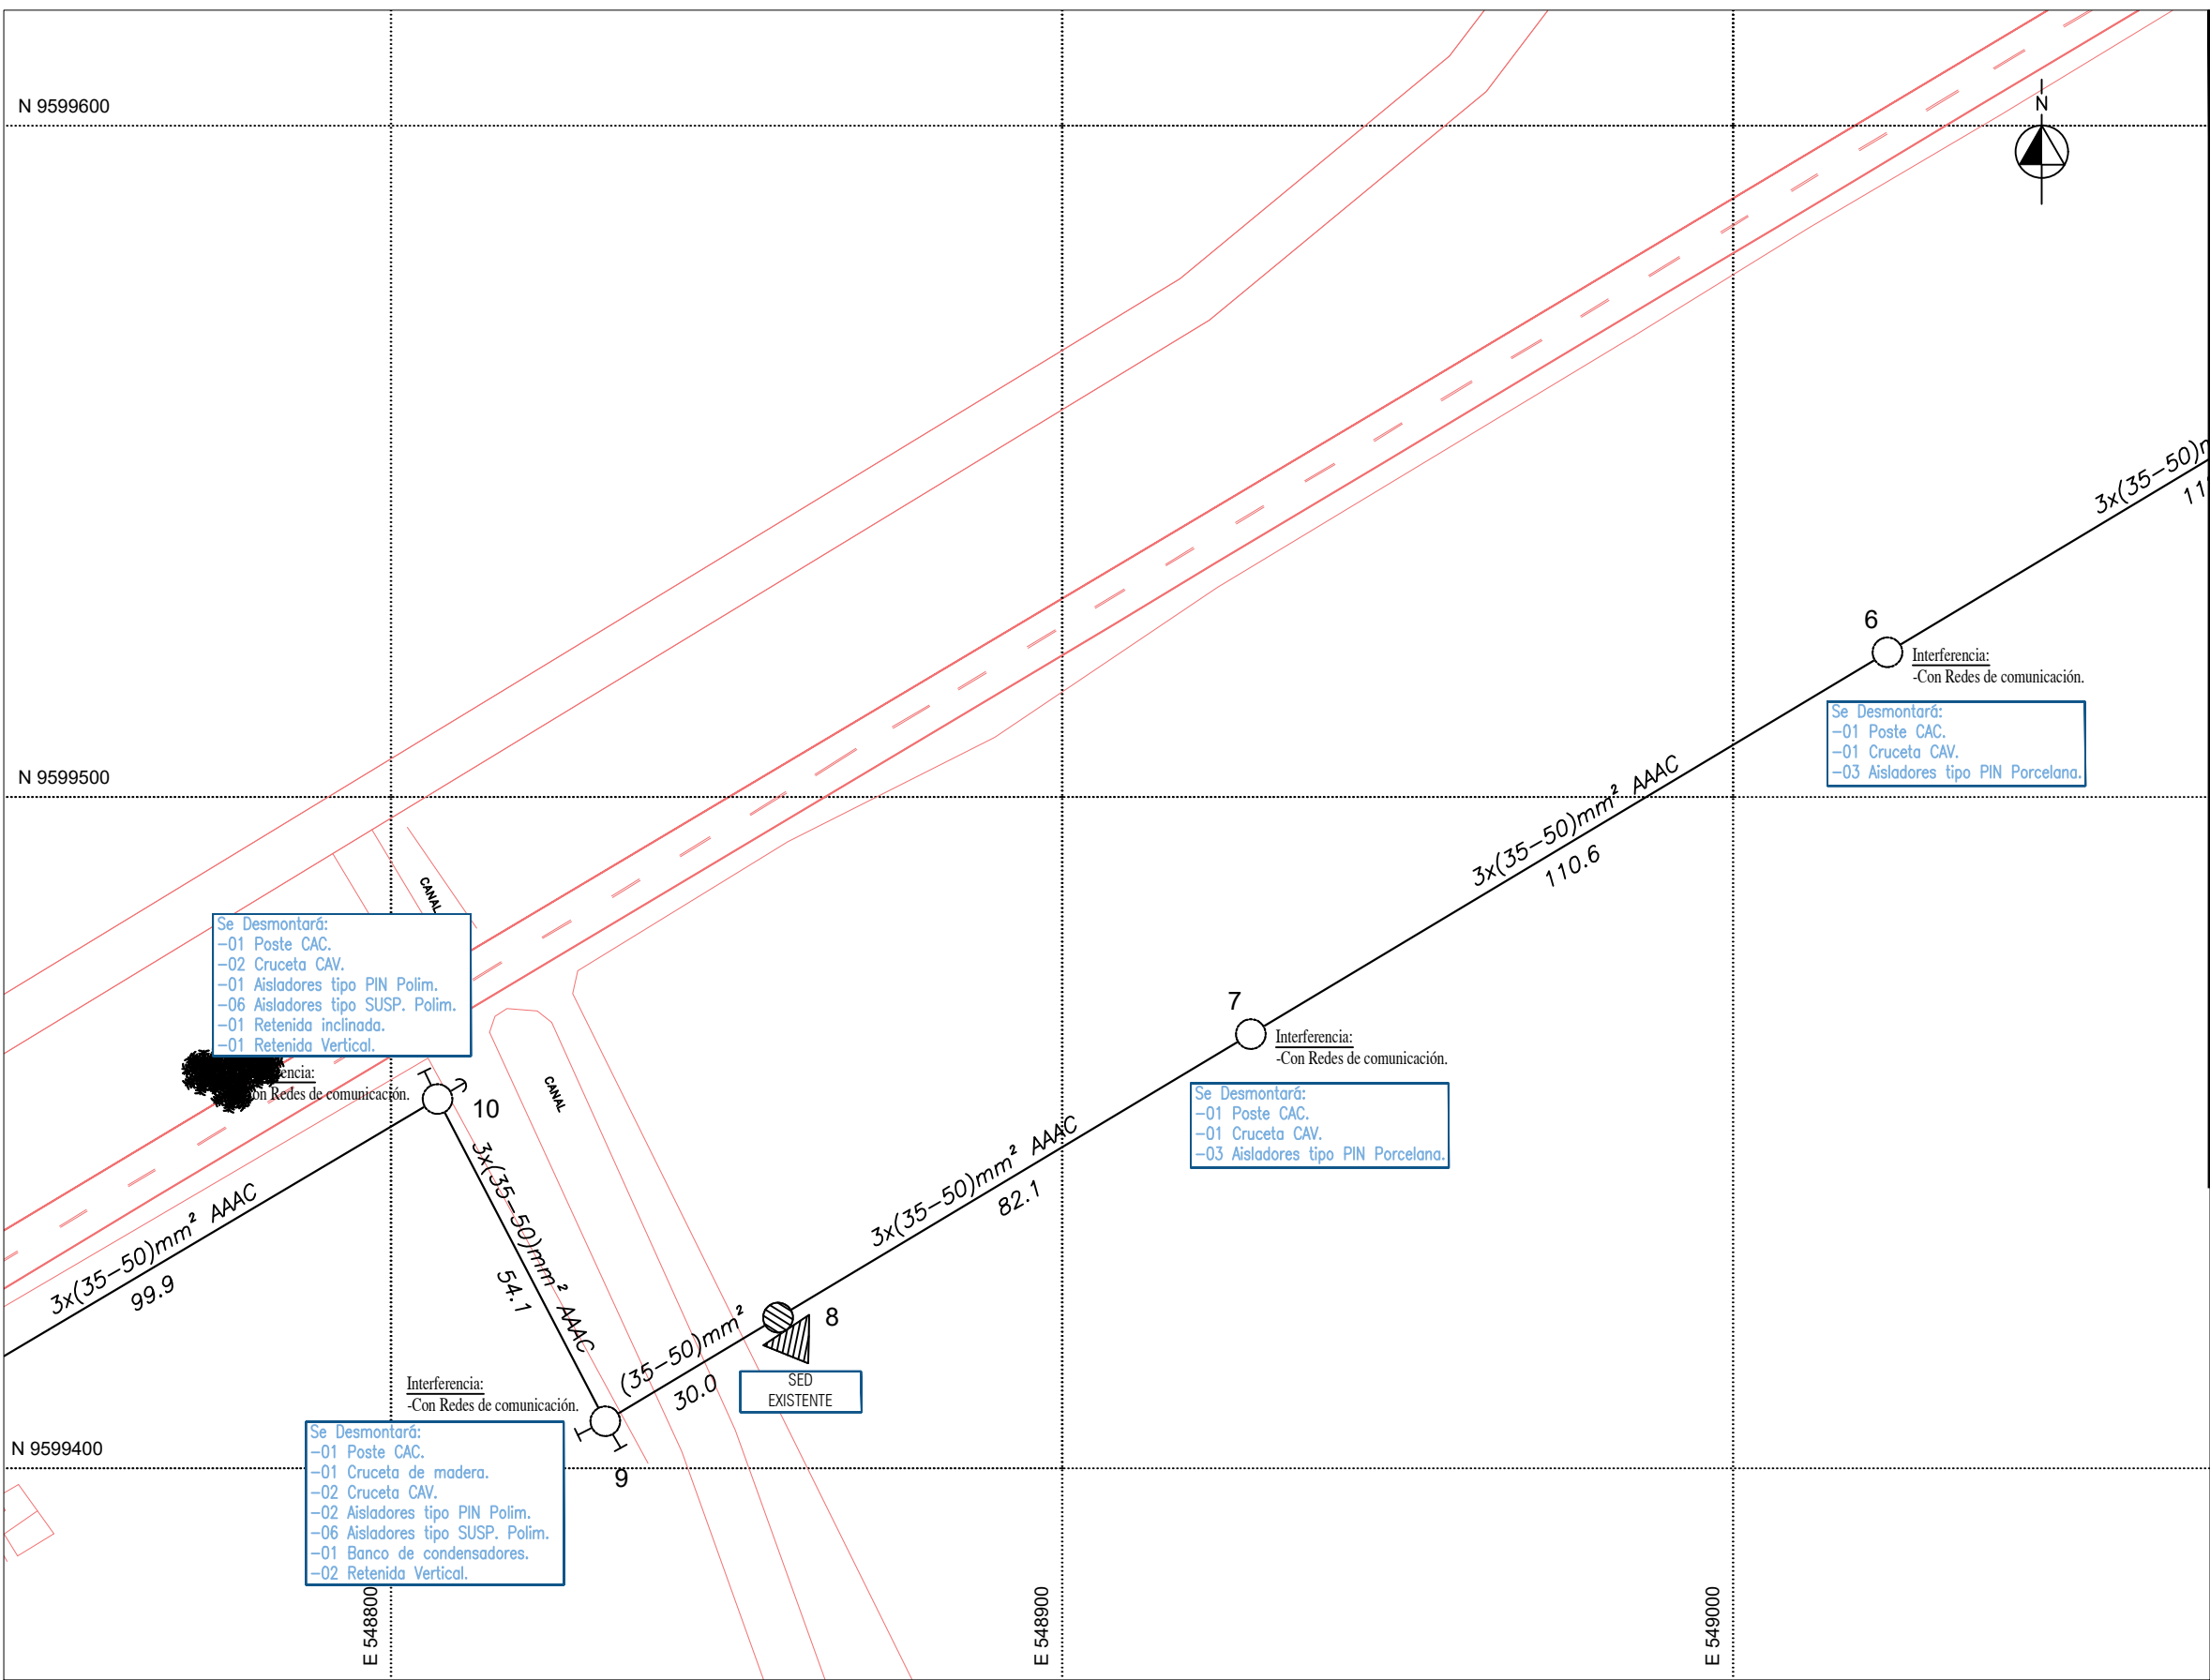 N 9599600
N
3x(35-50)
11
6
Interferencia:
-Con Redes de comunicación.
Se Desmontará:
-01 Poste CAC.
-01 Cruceta CAV.
-03 Aisladores tipo PIN Porcelana.
N 9599500
3x(35-50)mm² AAAC
110.6
CANAL
Se Desmontará:
-01 Poste CAC.
-02 Cruceta CAV.
-01 Aisladores tipo PIN Polim.
-06 Aisladores tipo SUSP. Polim.
-01 Retenida inclinada.
-01 Retenida Vertical.
encia:
on Redes de comunicación.
10
CANAL
7
Interferencia:
-Con Redes de comunicación.
Se Desmontará:
-01 Poste CAC.
-01 Cruceta CAV.
-03 Aisladores tipo PIN Porcelana.
3x(35-50)mm² AAAC
82.1
3x(35-50)mm² AAAC
99.9
3x(35-50)mm² AAAC
54.1
8
(35-50)mm²
30.0
SED
EXISTENTE
Interferencia:
-Con Redes de comunicación.
9
N 9599400
Se Desmontará:
-01 Poste CAC.
-01 Cruceta de madera.
-02 Cruceta CAV.
-02 Aisladores tipo PIN Polim.
-06 Aisladores tipo SUSP. Polim.
-01 Banco de condensadores.
-02 Retenida Vertical.
E 548800
E 548900
E 549000